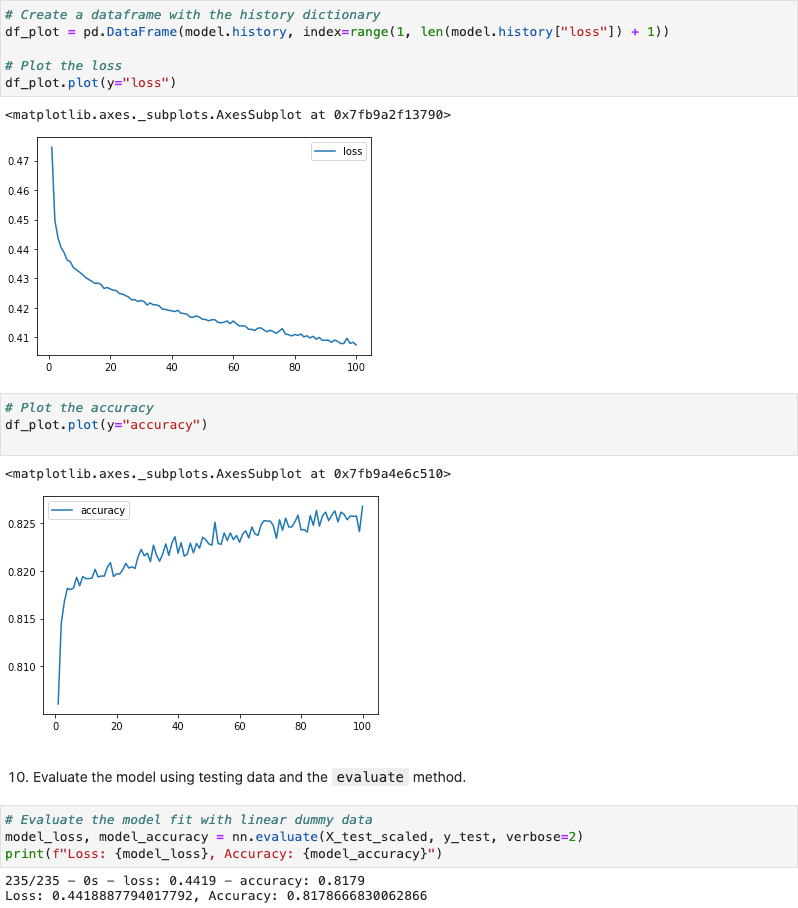 # Create a dataframe with the history dictionary
df_plot = pd.DataFrame(model.history, index=range(1, len(model.history["loss"]) + 1))
# Plot the loss
df_plot.plot(y="loss")
<matplotlib.axes._subplots.AxesSubplot at 0x7fb9a2f13790>
loss
0.47
0.46
0.45
0.44
0.43
0.42
0.41
0 20 40 60 80 100
# Plot the accuracy
df_plot.plot(y="accuracy")
<matplotlib.axes._subplots.AxesSubplot at 0x7fb9a4e6c510>
accuracy
0.825
0.820
0.815
0.810
0 20 40 60 80 100
10. Evaluate the model using testing data and the evaluate method.
# Evaluate the model fit with linear dummy data
model_loss, model_accuracy = nn.evaluate(X_test_scaled, y_test, verbose=2)
print(f"Loss: {model_loss}, Accuracy: {model_accuracy}")
235/235 − 0s − loss: 0.4419 − accuracy: 0.8179
Loss: 0.4418887794017792, Accuracy: 0.8178666830062866